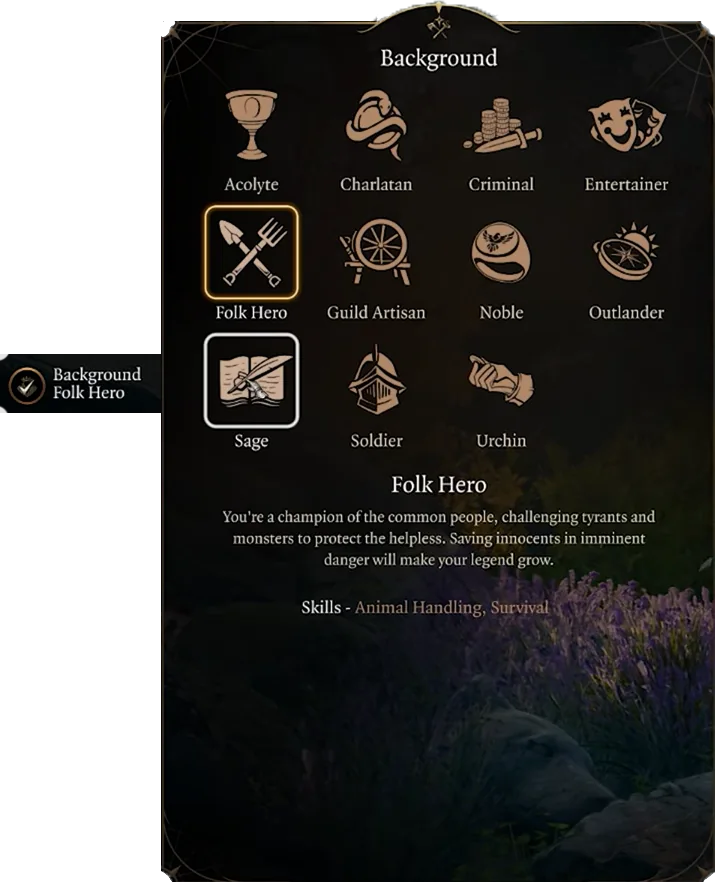 Background
Acolyte
Charlatan
Criminal
Entertainer
Folk Hero
Guild Artisan
Noble
Outlander
Background
Folk Hero
Sage
Soldier
Urchin
Folk Hero
You're a champion of the common people, challenging tyrants and
monsters to protect the helpless. Saving innocents in imminent
danger will make your legend grow.
Skills - Animal Handling, Survival